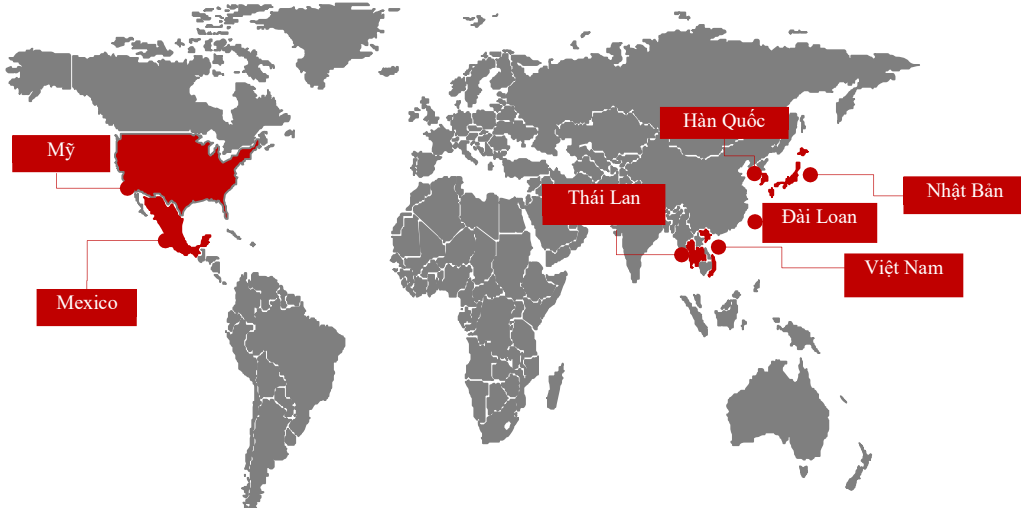 Hàn Quốc
Mỹ
Thái Lan
Nhật Bản
Đài Loan
Việt Nam
Mexico